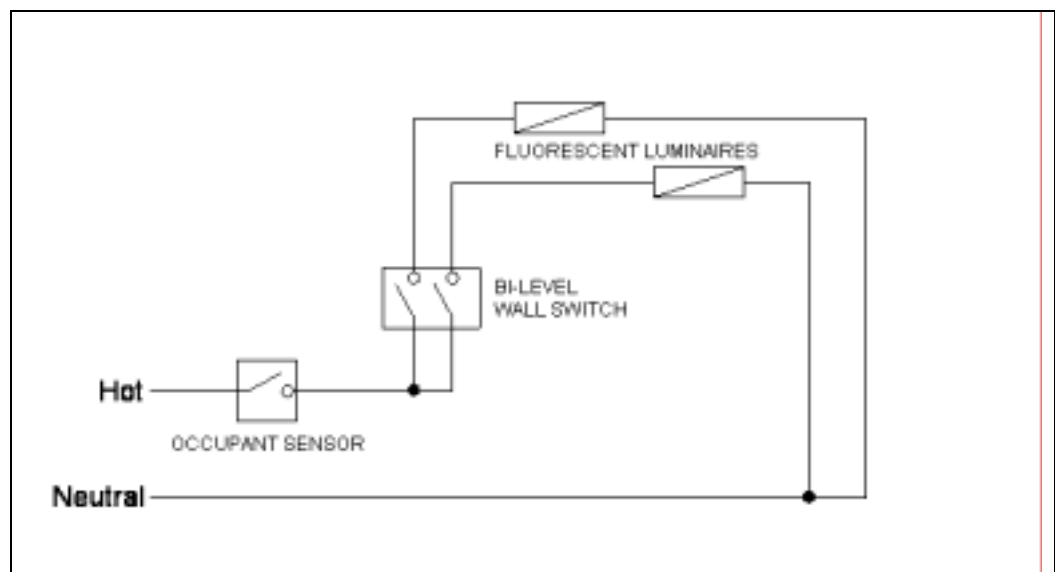 FLUORESCENT LUMINAIRES
BI-LEVEL
WALL SWITCH
Hot
OCCUPANT SENSOR
Neutral